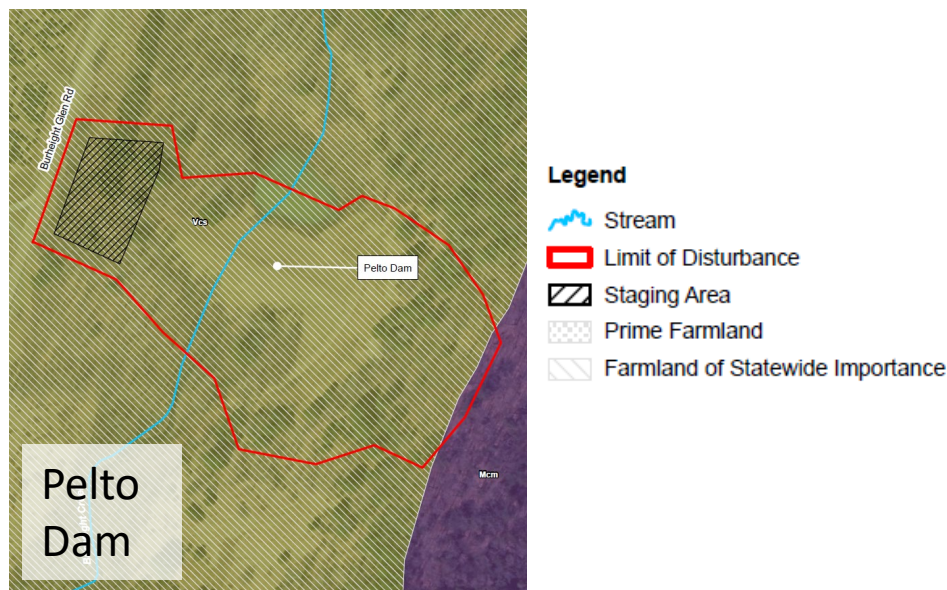 Burheight Glen Rd
Vcs
Pelto Dam
Mcm
Pelto
Dam
Legend
Stream
Limit of Disturbance
Staging Area
Prime Farmland
Farmland of Statewide Importance